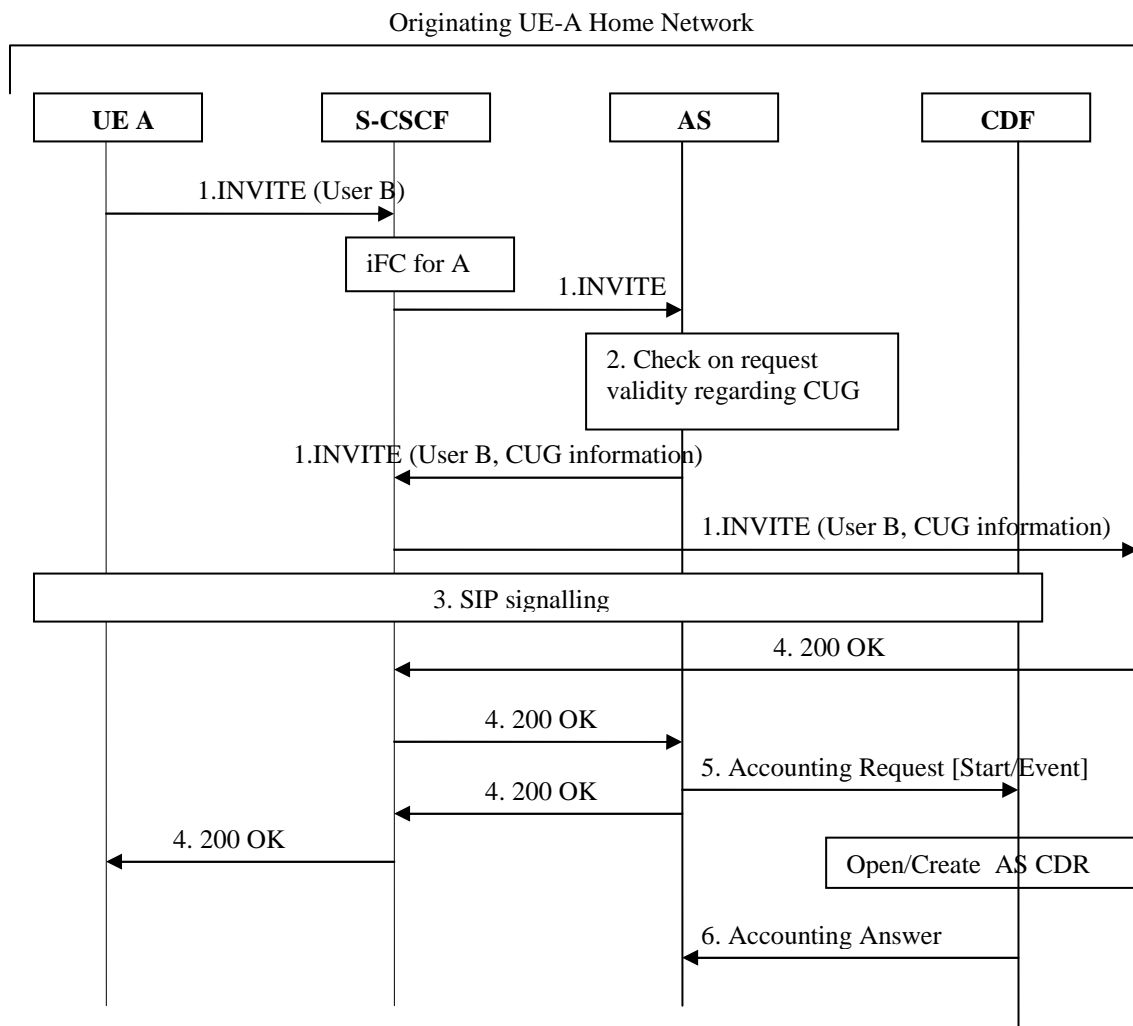 Originating UE-A Home Network
UE A
S-CSCF
AS
CDF
1.INVITE (User B)
iFC for A
1.INVITE
2. Check on request
validity regarding CUG
1.INVITE (User B, CUG information)
1.INVITE (User B, CUG information)
3. SIP signalling
4. 200 OK
4. 200 OK
5. Accounting Request [Start/Event]
4. 200 OK
4. 200 OK
Open/Create AS CDR
6. Accounting Answer